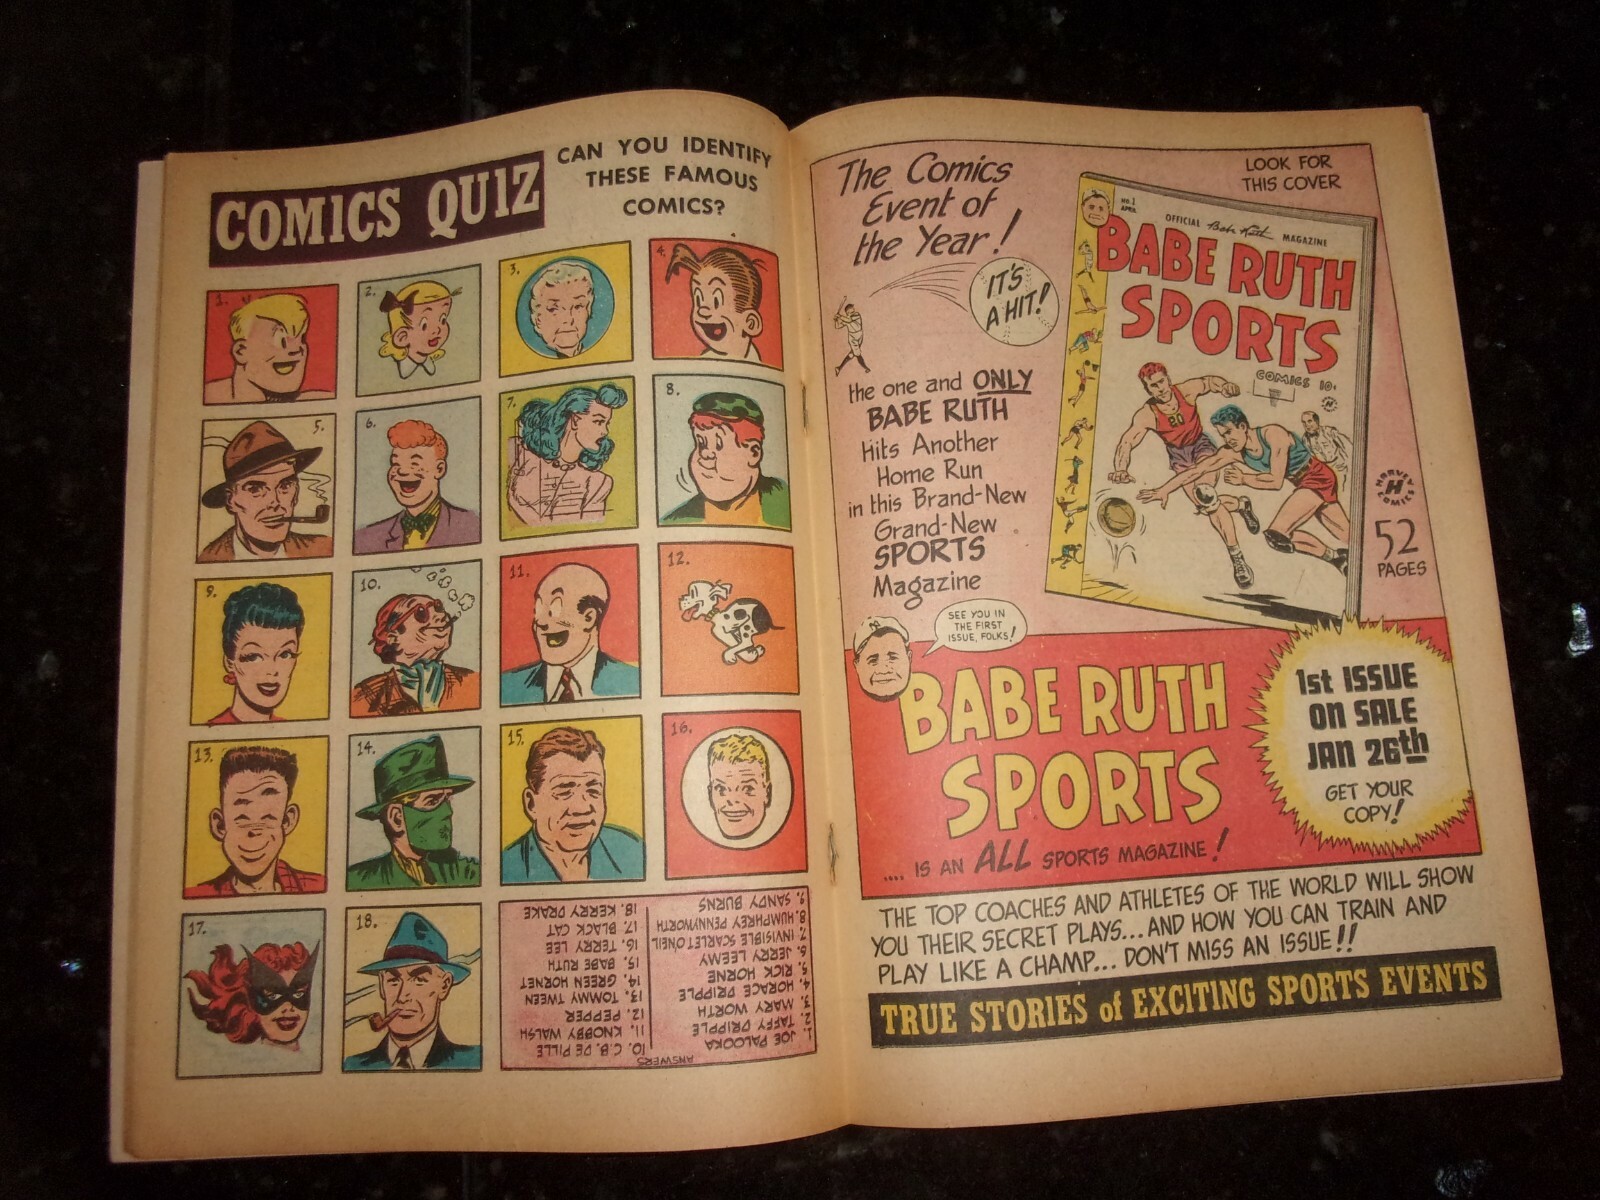 COMICS QUIZ
CAN YOU IDENTIFY
THESE FAMOUS
COMICS?
1.
2.
3.
4.
5.
6.
7.
8.
9.
10.
11.
12.
13.
14.
15.
16.
17.
18.
ANSWERS
1. JOE PALOOKA
2. TAFFY DRIPPLE
3. MARY WORTH
4. HORACE DRIPPLE
5. RICK HORNE
6. JERRY LEEMY
7. INVISIBLE SCARLET O'NEIL
8. HUMPHREY PENNYWORTH
9. SANDY BURNS
10. C.B. DE PILLE
11. KNOBBY WALSH
12. PEPPER
13. TOMMY TWEEN
14. GREEN HORNET
15. BABE RUTH
16. TERRY LEE
17. BLACK CAT
18. KERRY DRAKE
The Comics
Event of
the Year!
IT'S
A HIT!
the one and ONLY
BABE RUTH
Hits Another
Home Run
in this Brand-New
Grand-New
SPORTS
Magazine
LOOK FOR
THIS COVER
NO. 1
APRIL
OFFICIAL Babe Ruth MAGAZINE
BABE RUTH
SPORTS
COMICS 10¢
H
20
HARVEY
H
COMICS
52
PAGES
SEE YOU IN
THE FIRST
ISSUE, FOLKS!
BABE RUTH
SPORTS
.... IS AN ALL SPORTS MAGAZINE!
1st ISSUE
ON SALE
JAN 26th
GET YOUR
COPY!
THE TOP COACHES AND ATHLETES OF THE WORLD WILL SHOW
YOU THEIR SECRET PLAYS...AND HOW YOU CAN TRAIN AND
PLAY LIKE A CHAMP... DON'T MISS AN ISSUE!!
TRUE STORIES of EXCITING SPORTS EVENTS